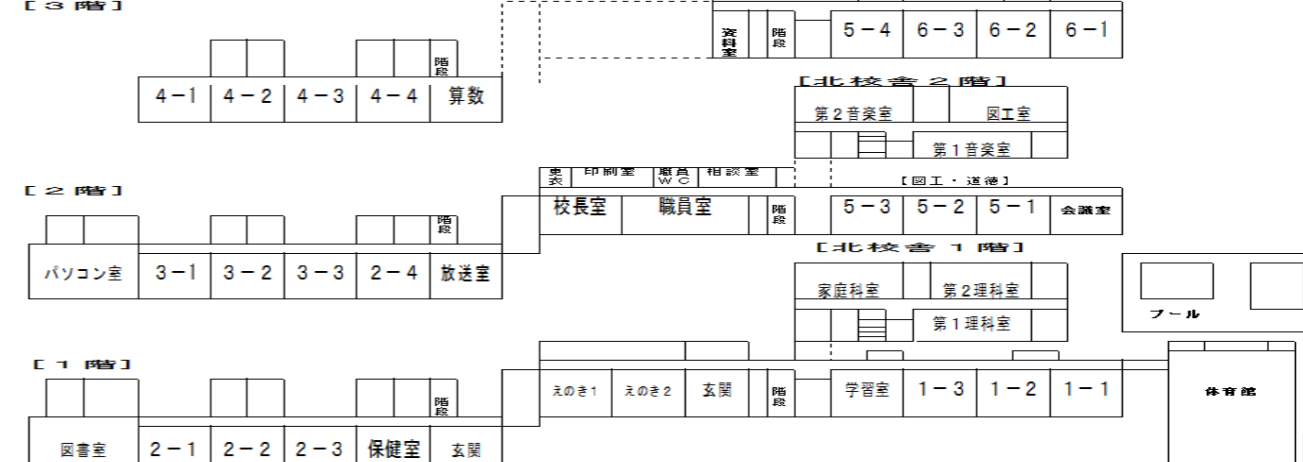 [３階]
資料室 階段 ５－４ ６－３ ６－２ ６－１
階段
４－１ ４－２ ４－３ ４－４ 算数
[北校舎２階]
第２音楽室 図工室
第１音楽室
更衣 印刷室 職員ＷＣ 相談室
【図工・道徳】
[２階]
校長室 職員室 階段 ５－３ ５－２ ５－１ 会議室
階段
パソコン室 ３－１ ３－２ ３－３ ２－４ 放送室
[北校舎１階]
家庭科室 第２理科室
第１理科室
プール
[１階]
えのき１ えのき２ 玄関 階段 学習室 １－３ １－２ １－１ 体育館
階段
図書室 ２－１ ２－２ ２－３ 保健室 玄関